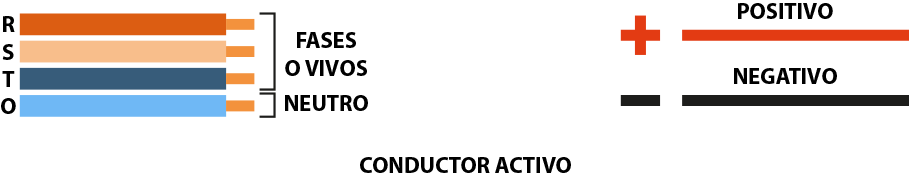 R
S
T
O
FASES
O VIVOS
NEUTRO
+
POSITIVO
-
NEGATIVO
CONDUCTOR ACTIVO